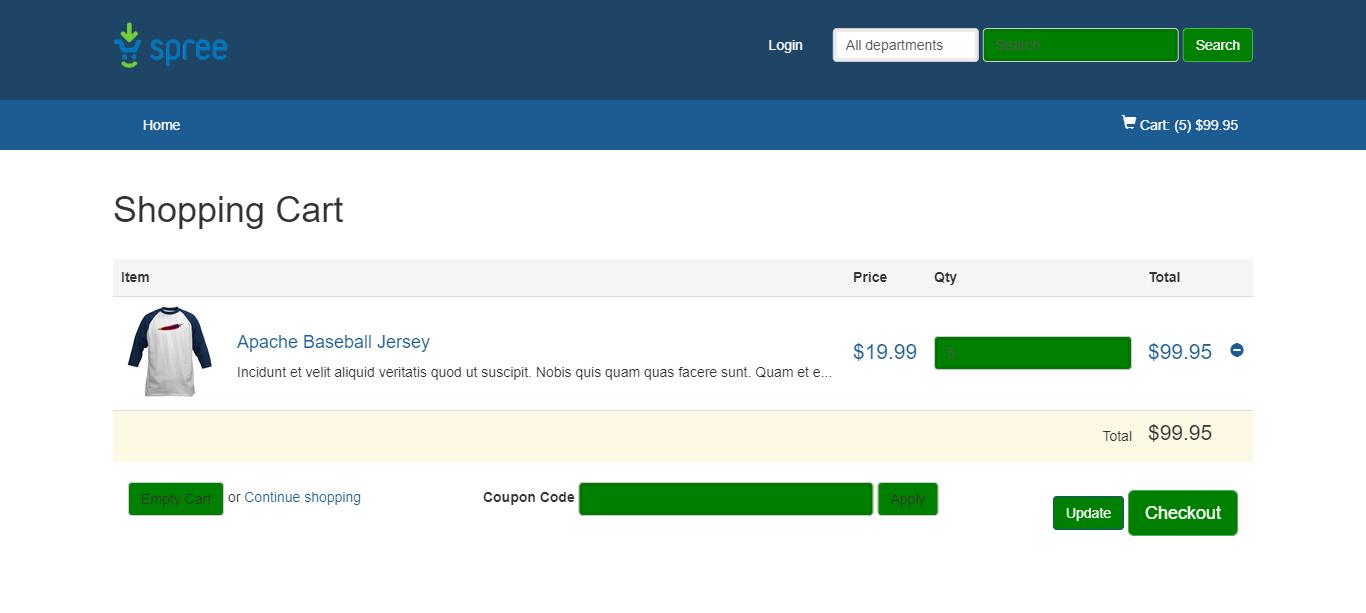 spree
Login All departments Search Search
Home Cart: (5) $99.95
Shopping Cart
Item Price Qty Total
Apache Baseball Jersey
Incidunt et velit aliquid veritatis quod ut suscipit. Nobis quis quam quas facere sunt. Quam et e...
$19.99 5 $99.95
Total $99.95
Empty Cart or Continue shopping Coupon Code Apply Update Checkout